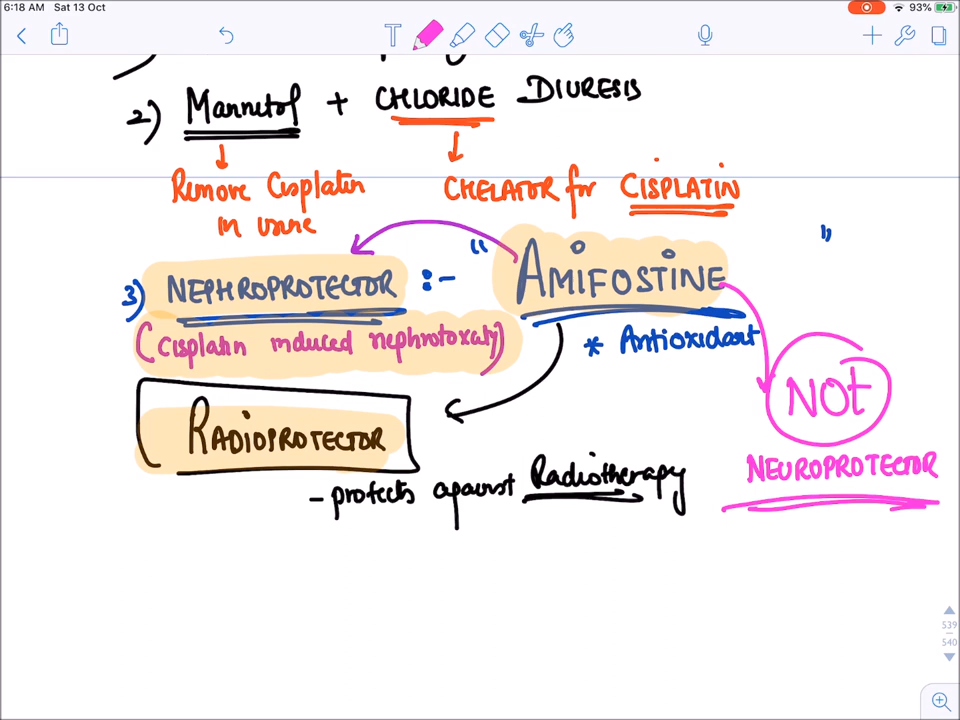 6:18 AM Sat 13 Oct 93%
T
2) Mannitol + CHLORIDE DIURESIS
Remove Cisplatin CHELATOR for CISPLATIN
in urine
3) NEPHROPROTECTOR :- " AMIFOSTINE "
(Cisplatin induced nephrotoxaty) * Antioxidant
NOT
RADIOPROTECTOR
NEUROPROTECTOR
- protects against Radiotherapy
539
540